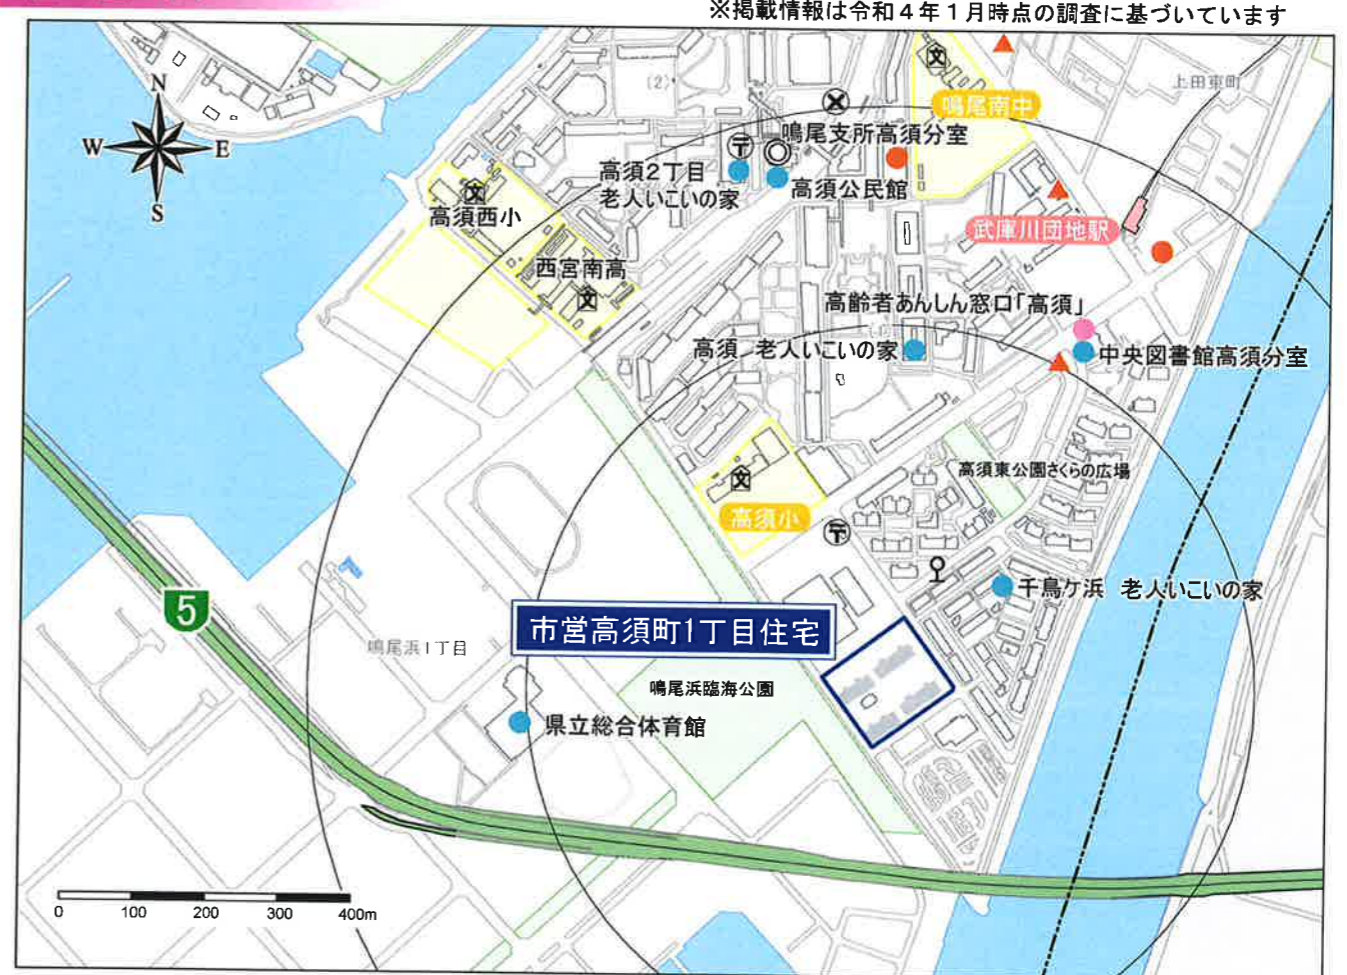 ※掲載情報は令和4年1月時点の調査に基づいています
N
W
E
S
(2)
上田東町
文
鳴尾南中
鳴尾支所高須分室
高須2丁目
老人いこいの家
高須公民館
文
高須西小
武庫川団地駅
西宮南高
文
高齢者あんしん窓口「高須」
高須 老人いこいの家
中央図書館高須分室
高須東公園さくらの広場
文
高須小
千鳥ケ浜 老人いこいの家
5
市営高須町1丁目住宅
鳴尾浜1丁目
鳴尾浜臨海公園
県立総合体育館
0 100 200 300 400m